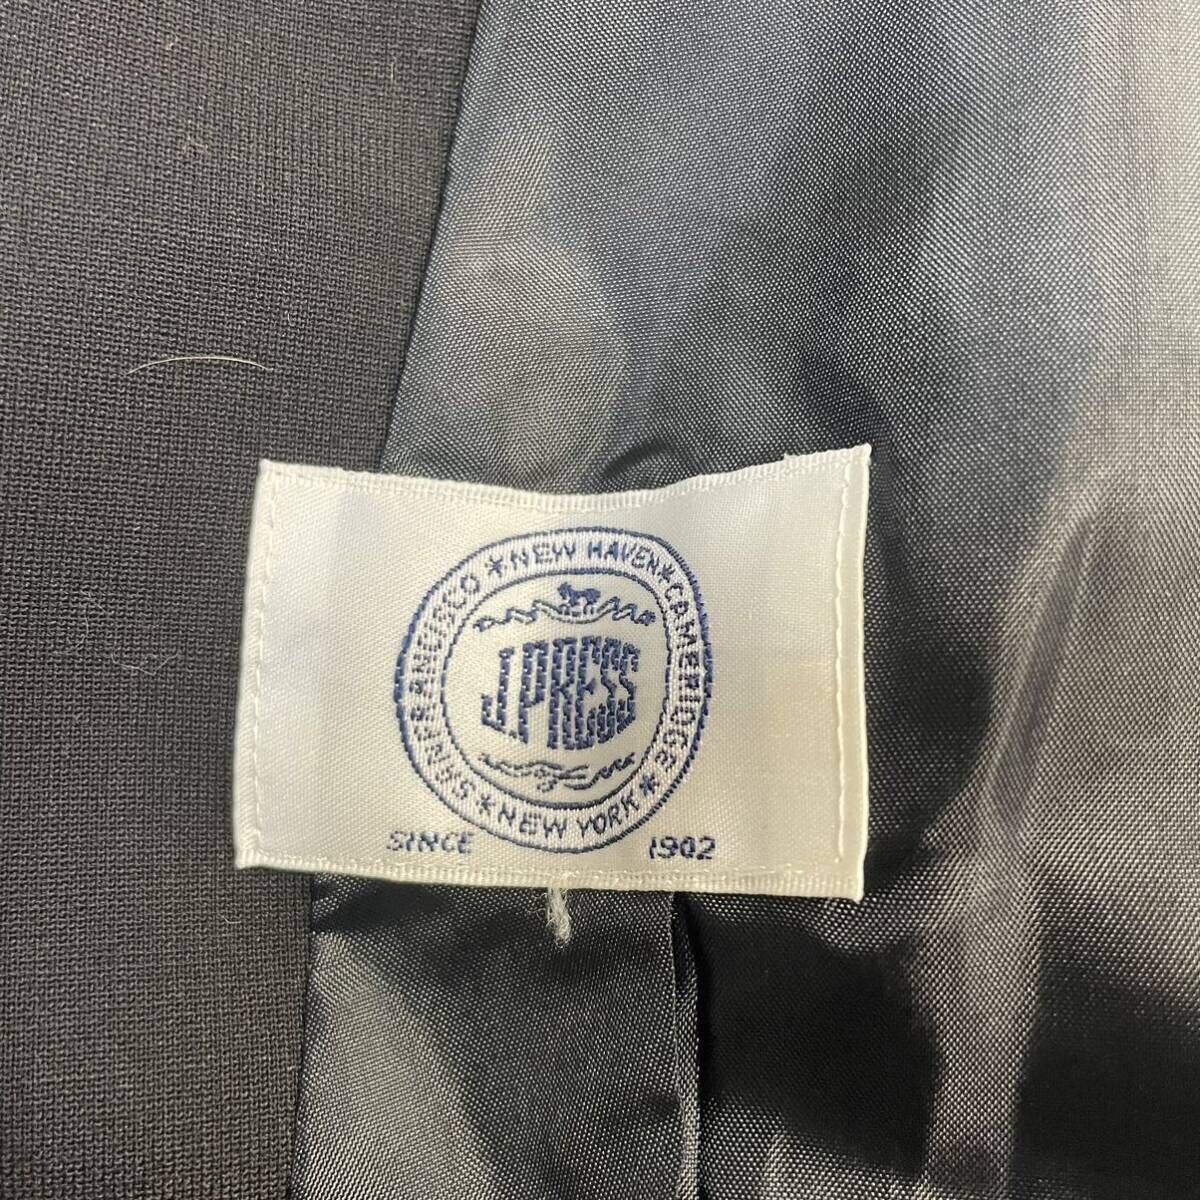 SAN FRANCISCO * NEW HAVEN * CAMBRIDGE
J.PRESS
* NEW YORK *
SINCE 1902